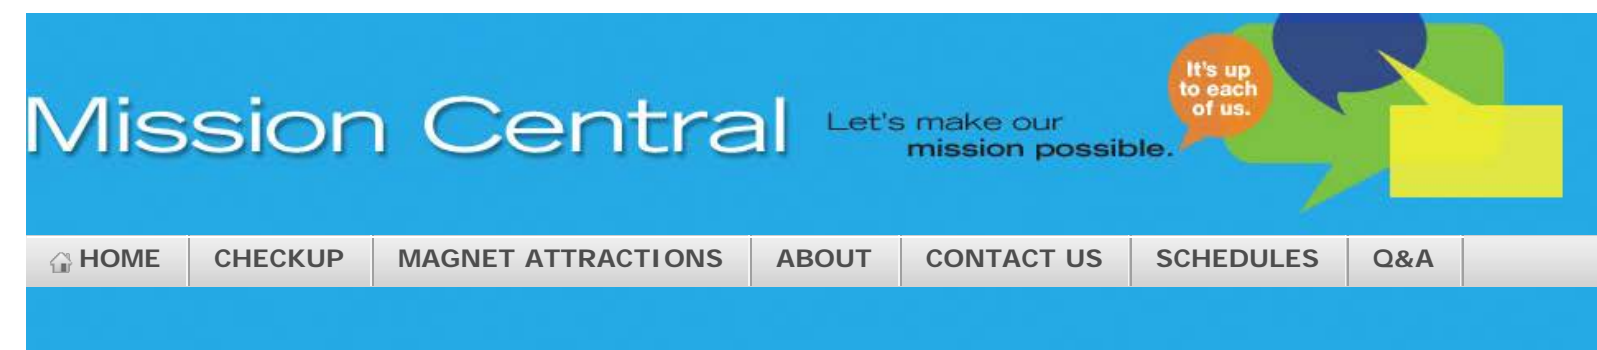 It's up
to each
of us.
Mission Central
Let's make our
mission possible.
HOME CHECKUP MAGNET ATTRACTIONS ABOUT CONTACT US SCHEDULES Q&A